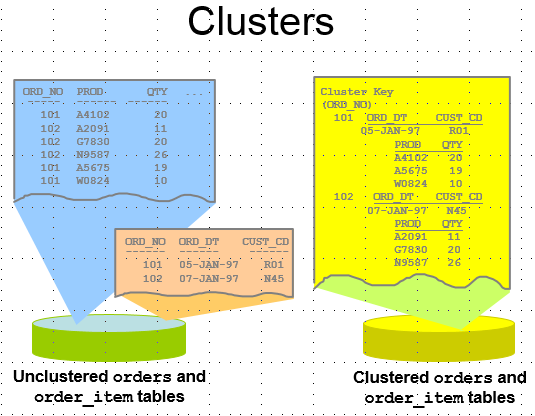 Clusters
ORD_NO PROD QTY ...
101 A4102 20
102 A2091 11
102 G7830 20
102 N9587 26
101 A5675 19
101 W0824 10
ORD_NO ORD_DT CUST_CD
101 05-JAN-97 R01
102 07-JAN-97 N45
Unclustered orders and
order_item tables
Cluster Key
(ORD_NO)
101 ORD_DT CUST_CD
05-JAN-97 R01
PROD QTY
A4102 20
A5675 19
W0824 10
102 ORD_DT CUST_CD
07-JAN-97 N45
PROD QTY
A2091 11
G7830 20
N9587 26
Clustered orders and
order_item tables